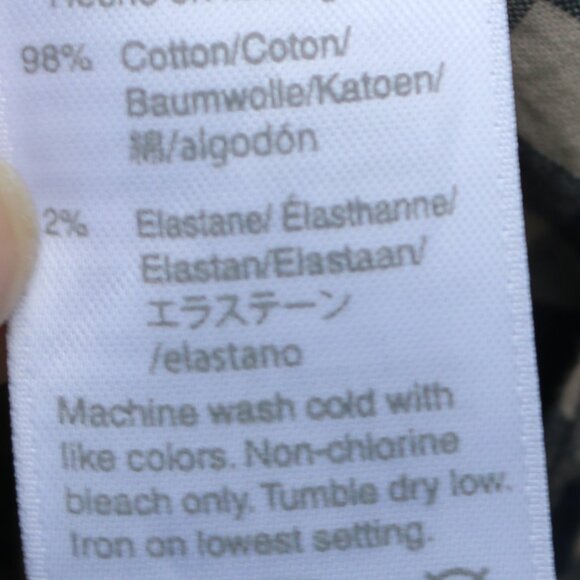 98% Cotton/Coton/
Baumwolle/Katoen/
綿/algodón
2% Elastane/ Élasthanne/
Elastan/Elastaan/
エラステーン
/elastano
Machine wash cold with
like colors. Non-chlorine
bleach only. Tumble dry low.
Iron on lowest setting.